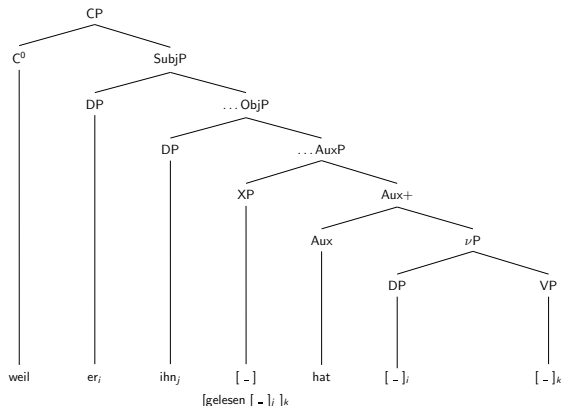 CP
C⁰ SubjP
DP ...ObjP
DP ...AuxP
XP Aux+
Aux νP
DP VP
weil erᵢ ihnⱼ [ _ ] hat [ _ ]ᵢ [ _ ]ₖ
[gelesen [ _ ]ⱼ ]ₖ